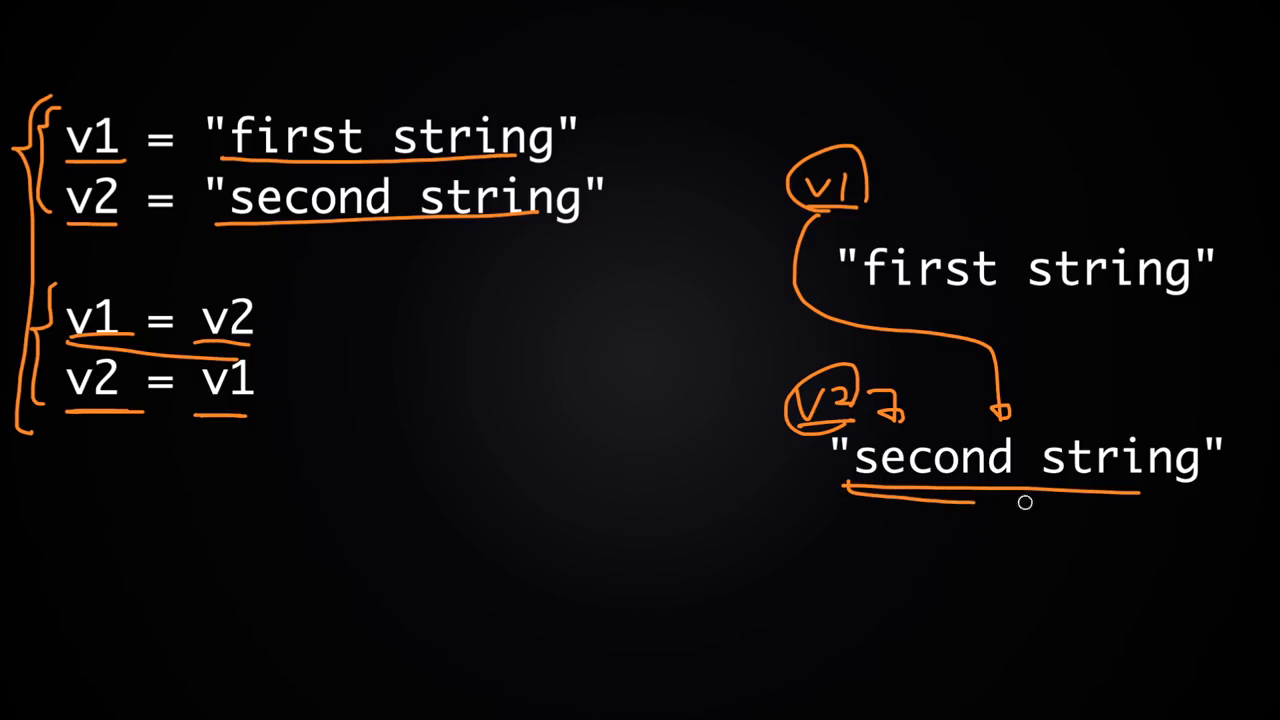 v1 = "first string"
v2 = "second string"
v1 = v2
v2 = v1
v1
"first string"
v2
"second string"